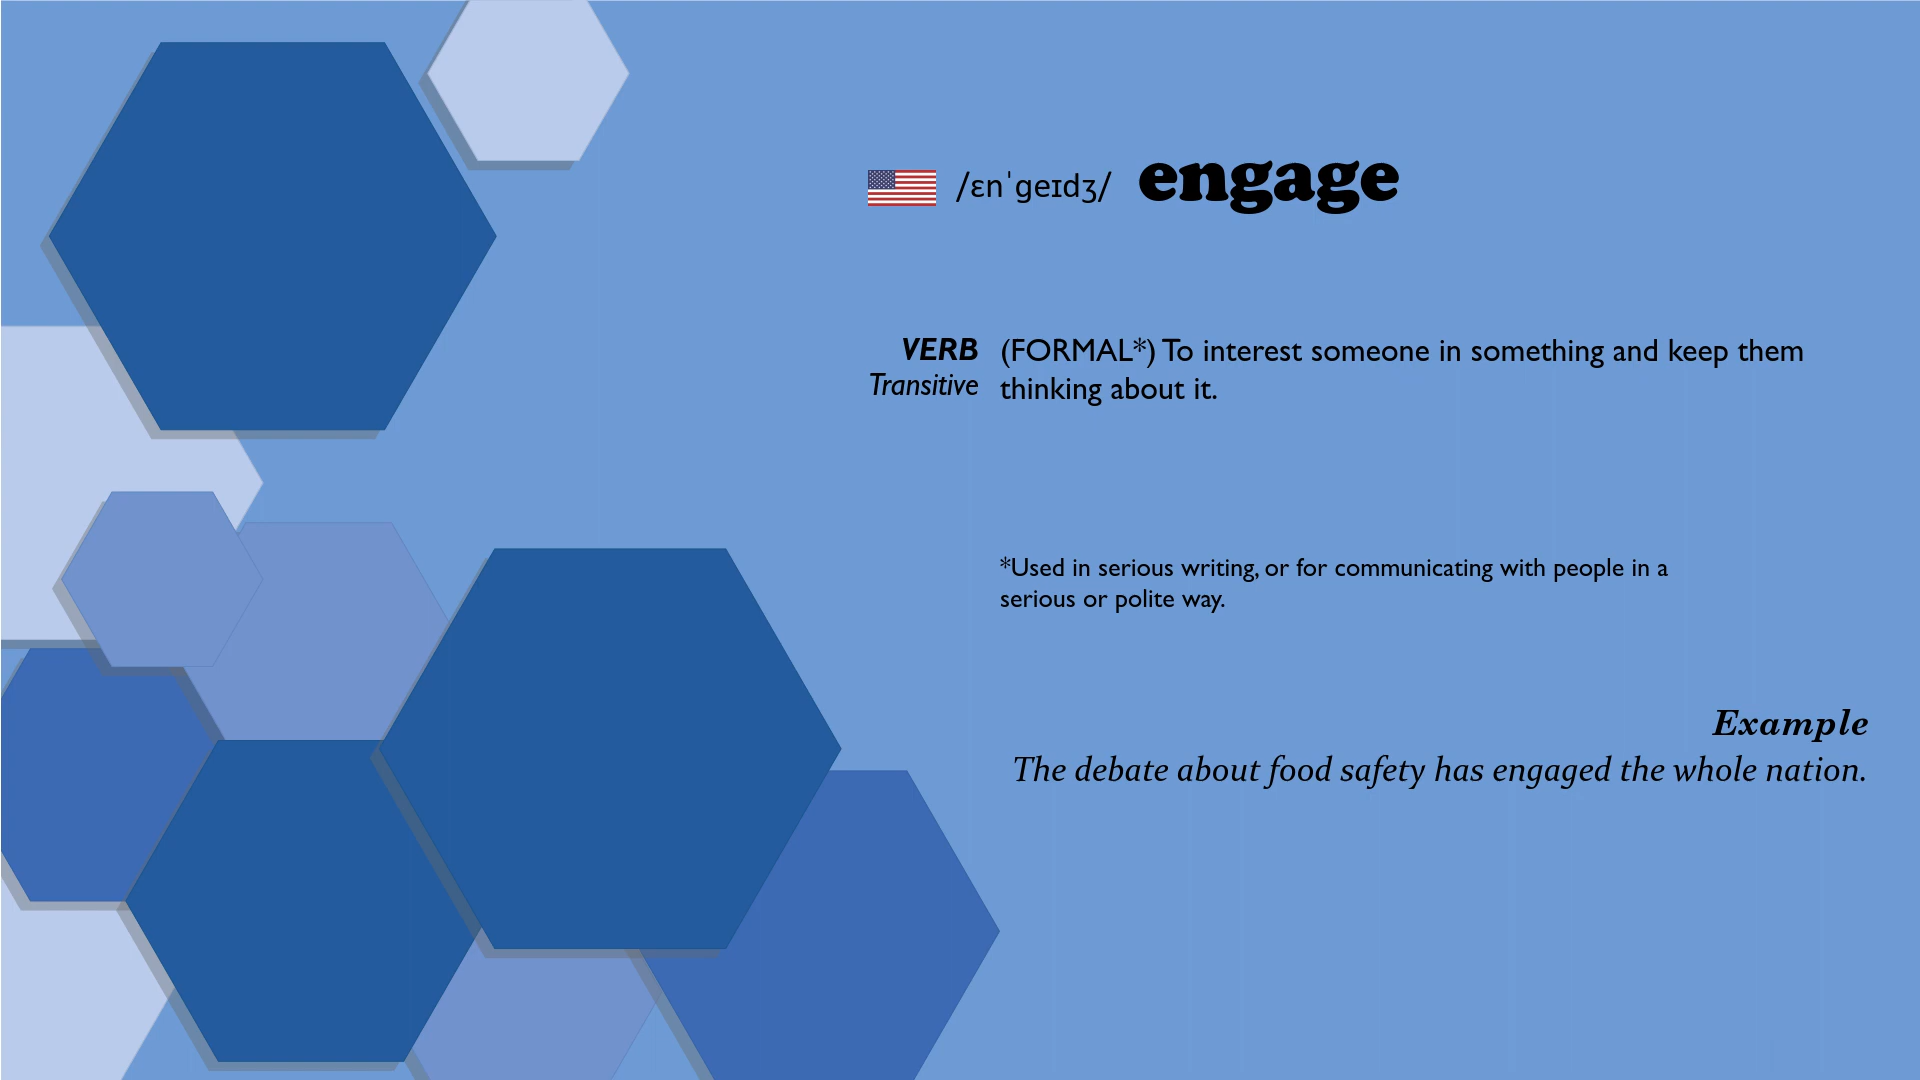 /ɛnˈɡeɪdʒ/ engage
VERB (FORMAL*) To interest someone in something and keep them
Transitive thinking about it.
*Used in serious writing, or for communicating with people in a
serious or polite way.
Example
The debate about food safety has engaged the whole nation.